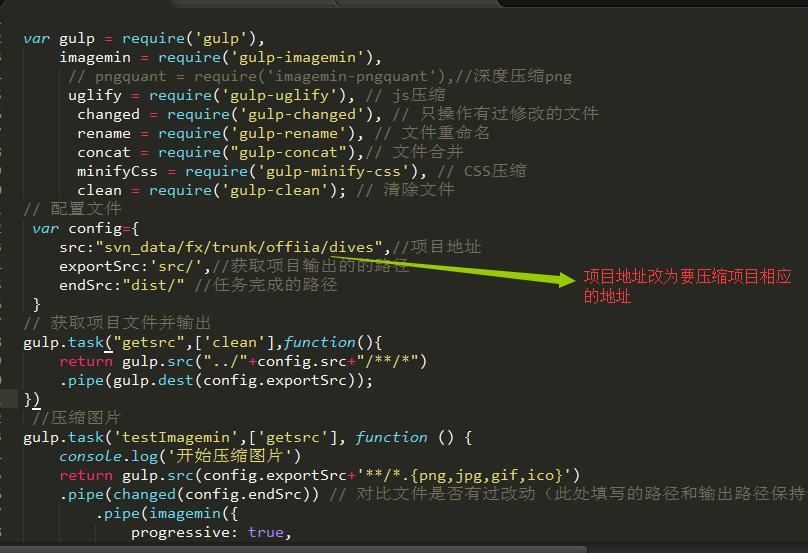 var gulp = require('gulp'),
imagemin = require('gulp-imagemin'),
// pngquant = require('imagemin-pngquant'),//深度压缩png
uglify = require('gulp-uglify'), // js压缩
changed = require('gulp-changed'), // 只操作有过修改的文件
rename = require('gulp-rename'), // 文件重命名
concat = require("gulp-concat"),// 文件合并
minifyCss = require('gulp-minify-css'), // CSS压缩
clean = require('gulp-clean'); // 清除文件
// 配置文件
var config={
src:"svn_data/fx/trunk/offiia/dives",//项目地址
exportSrc:'src/',//获取项目输出的的路径
endSrc:"dist/" //任务完成的路径
}
项目地址改为要压缩项目相应
的地址
// 获取项目文件并输出
gulp.task("getsrc",['clean'],function(){
return gulp.src("../"+config.src+"/**/*")
.pipe(gulp.dest(config.exportSrc));
})
//压缩图片
gulp.task('testImagemin',['getsrc'], function () {
console.log('开始压缩图片')
return gulp.src(config.exportSrc+'**/*.{png,jpg,gif,ico}')
.pipe(changed(config.endSrc)) // 对比文件是否有过改动（此处填写的路径和输出路径保持
.pipe(imagemin({
progressive: true,